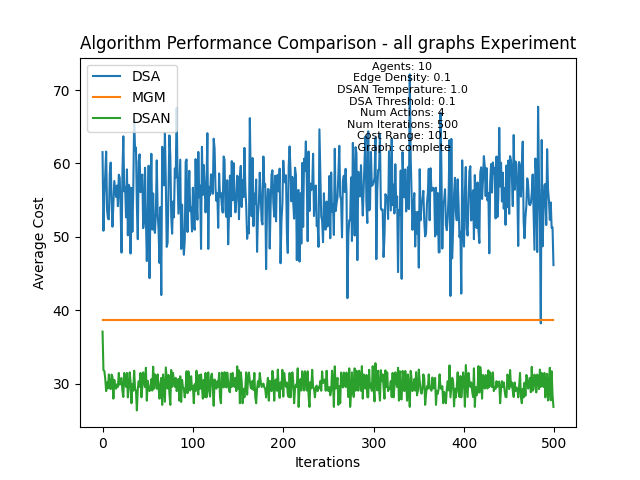 Algorithm Performance Comparison - all graphs Experiment
DSA
MGM
DSAN
Agents: 10
Edge Density: 0.1
DSAN Temperature: 1.0
DSA Threshold: 0.1
Num Actions: 4
Num Iterations: 500
Cost Range: 101
Graph: complete
Average Cost
70
60
50
40
30
0
100
200
300
400
500
Iterations